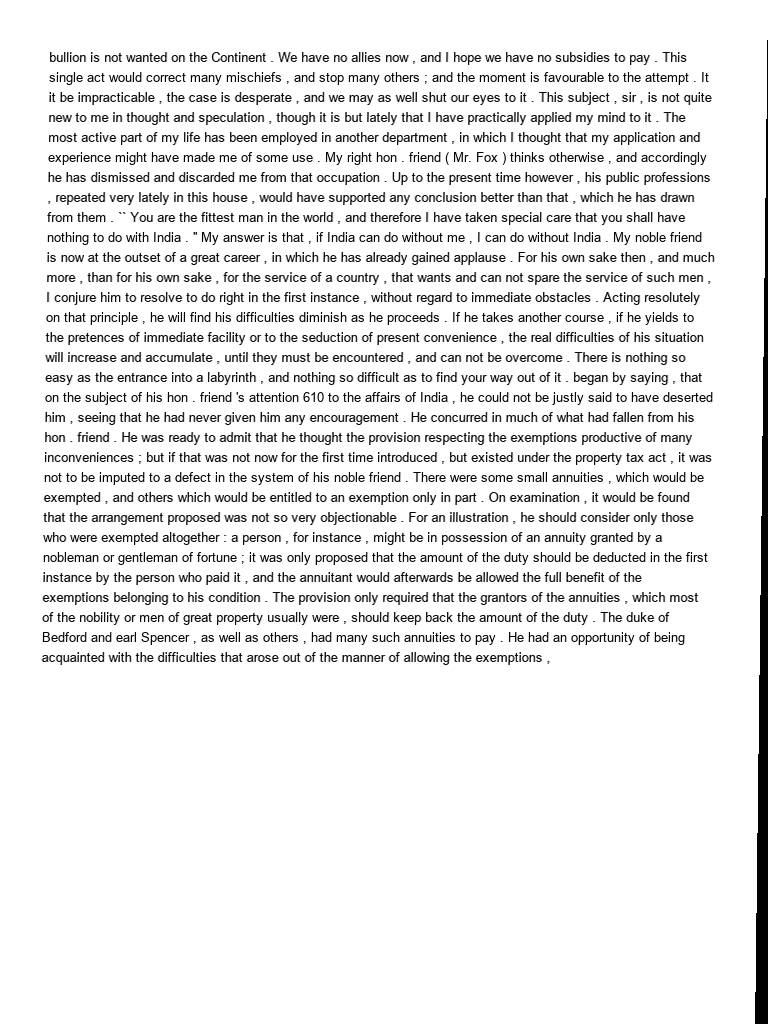 bullion is not wanted on the Continent . We have no allies now , and I hope we have no subsidies to pay . This
single act would correct many mischiefs , and stop many others ; and the moment is favourable to the attempt . It
it be impracticable , the case is desperate , and we may as well shut our eyes to it . This subject , sir , is not quite
new to me in thought and speculation , though it is but lately that I have practically applied my mind to it . The
most active part of my life has been employed in another department , in which I thought that my application and
experience might have made me of some use . My right hon . friend ( Mr. Fox ) thinks otherwise , and accordingly
he has dismissed and discarded me from that occupation . Up to the present time however , his public professions
, repeated very lately in this house , would have supported any conclusion better than that , which he has drawn
from them . `` You are the fittest man in the world , and therefore I have taken special care that you shall have
nothing to do with India . " My answer is that , if India can do without me , I can do without India . My noble friend
is now at the outset of a great career , in which he has already gained applause . For his own sake then , and much
more , than for his own sake , for the service of a country , that wants and can not spare the service of such men ,
I conjure him to resolve to do right in the first instance , without regard to immediate obstacles . Acting resolutely
on that principle , he will find his difficulties diminish as he proceeds . If he takes another course , if he yields to
the pretences of immediate facility or to the seduction of present convenience , the real difficulties of his situation
will increase and accumulate , until they must be encountered , and can not be overcome . There is nothing so
easy as the entrance into a labyrinth , and nothing so difficult as to find your way out of it . began by saying , that
on the subject of his hon . friend 's attention 610 to the affairs of India , he could not be justly said to have deserted
him , seeing that he had never given him any encouragement . He concurred in much of what had fallen from his
hon . friend . He was ready to admit that he thought the provision respecting the exemptions productive of many
inconveniences ; but if that was not now for the first time introduced , but existed under the property tax act , it was
not to be imputed to a defect in the system of his noble friend . There were some small annuities , which would be
exempted , and others which would be entitled to an exemption only in part . On examination , it would be found
that the arrangement proposed was not so very objectionable . For an illustration , he should consider only those
who were exempted altogether : a person , for instance , might be in possession of an annuity granted by a
nobleman or gentleman of fortune ; it was only proposed that the amount of the duty should be deducted in the first
instance by the person who paid it , and the annuitant would afterwards be allowed the full benefit of the
exemptions belonging to his condition . The provision only required that the grantors of the annuities , which most
of the nobility or men of great property usually were , should keep back the amount of the duty . The duke of
Bedford and earl Spencer , as well as others , had many such annuities to pay . He had an opportunity of being
acquainted with the difficulties that arose out of the manner of allowing the exemptions ,